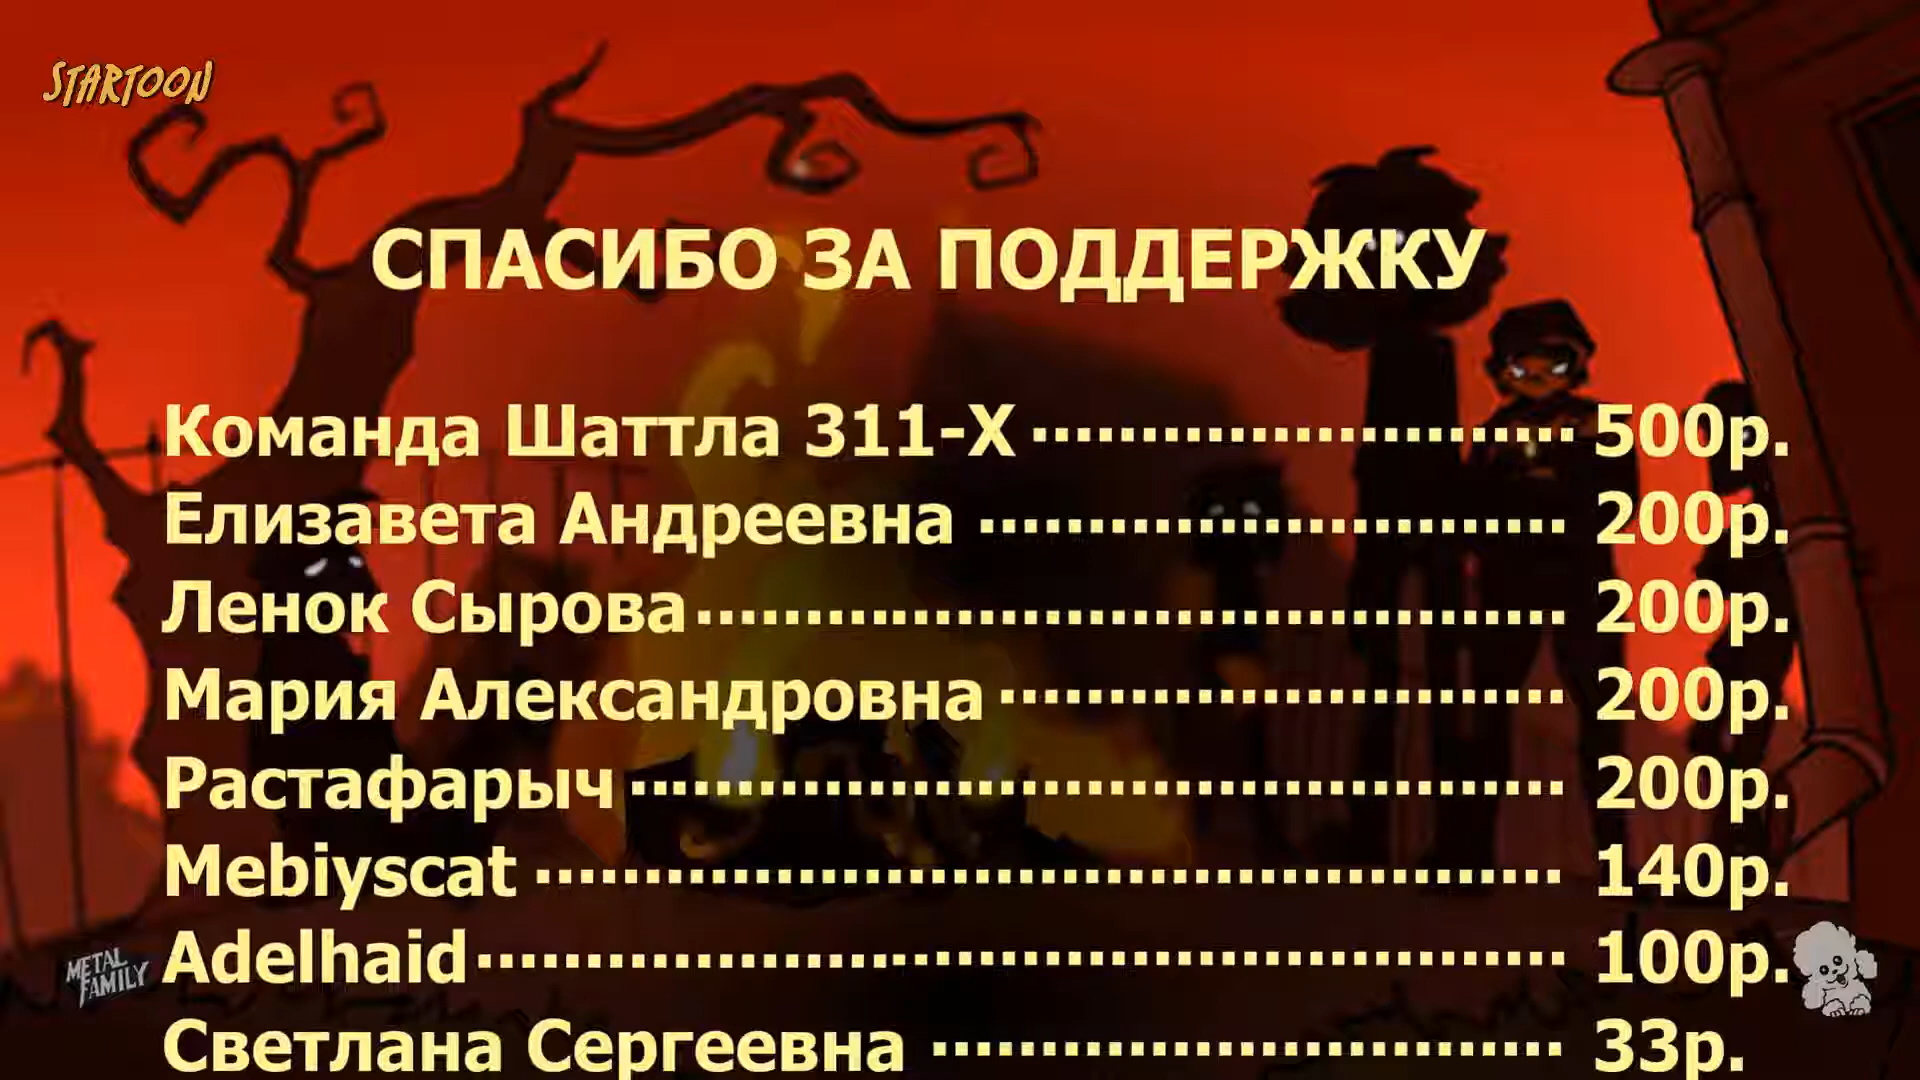 STARTOON
СПАСИБО ЗА ПОДДЕРЖКУ
Команда Шаттла 311-X ························· 500р.
Елизавета Андреевна ··························· 200р.
Ленок Сырова········································ 200р.
Мария Александровна·························· 200р.
Растафарыч ··········································· 200р.
Mebiyscat ··············································· 140р.
Adelhaid·················································· 100р.
METAL
FAMILY
Светлана Сергеевна ····························· 33р.